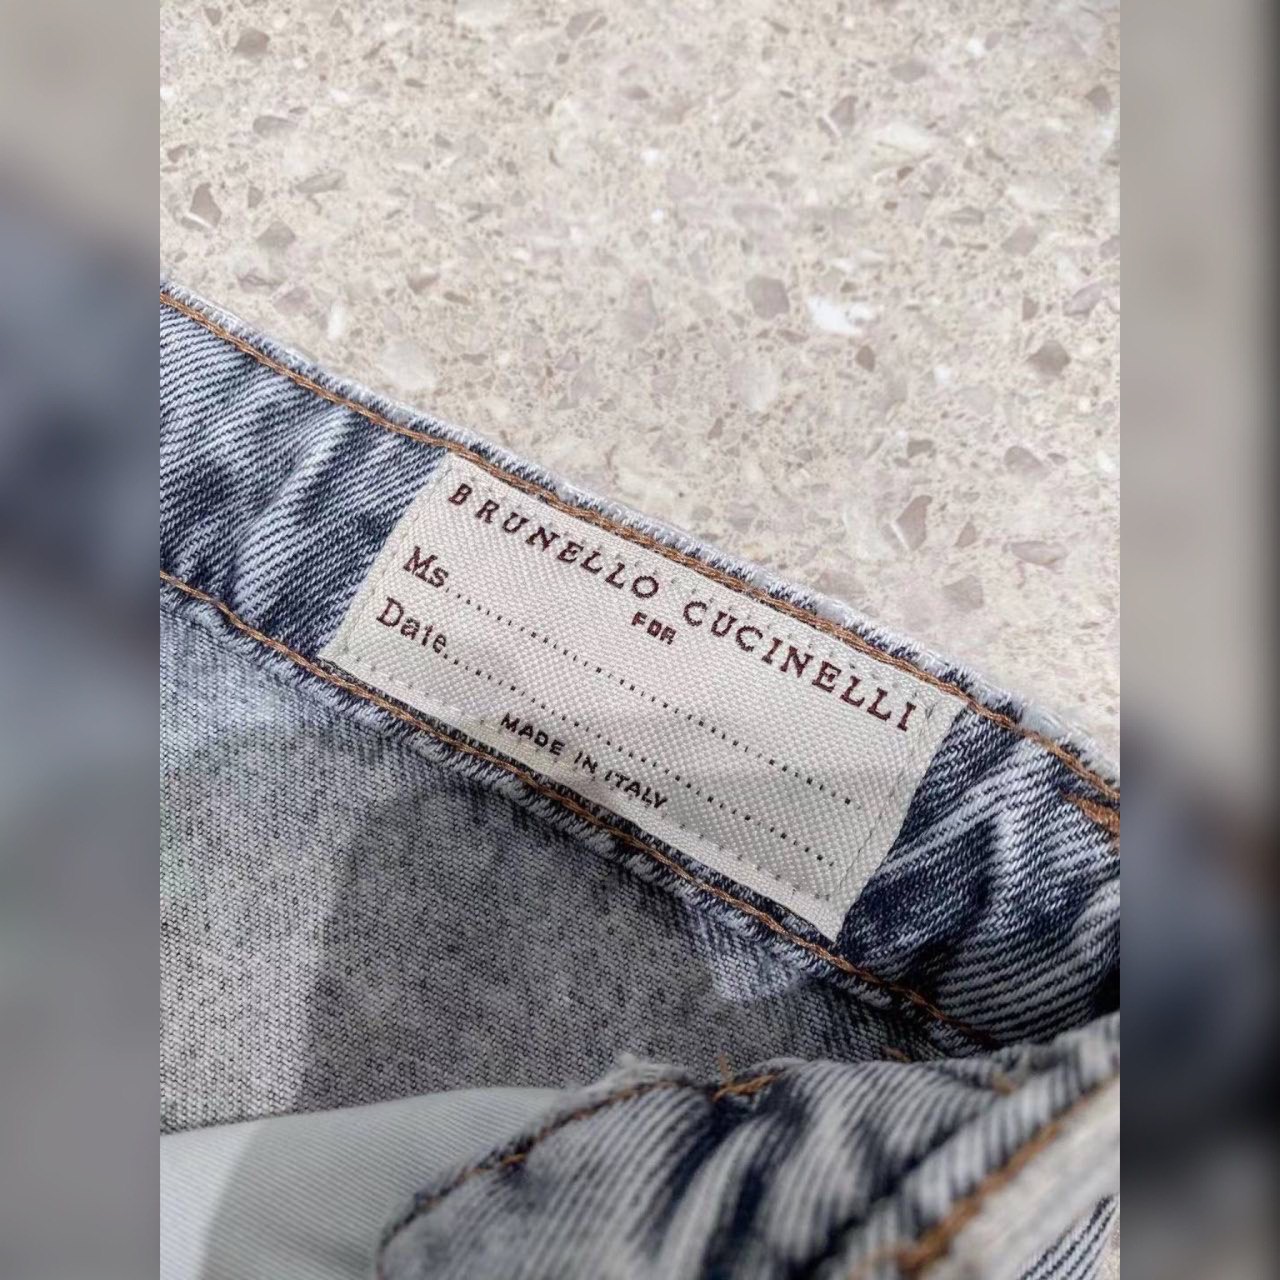 BRUNELLO CUCINELLI
FOR
Ms..............................
Date..............................
MADE IN ITALY